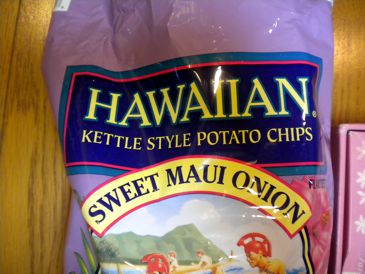 HAWAIIAN®
KETTLE STYLE POTATO CHIPS
SWEET MAUI ONION